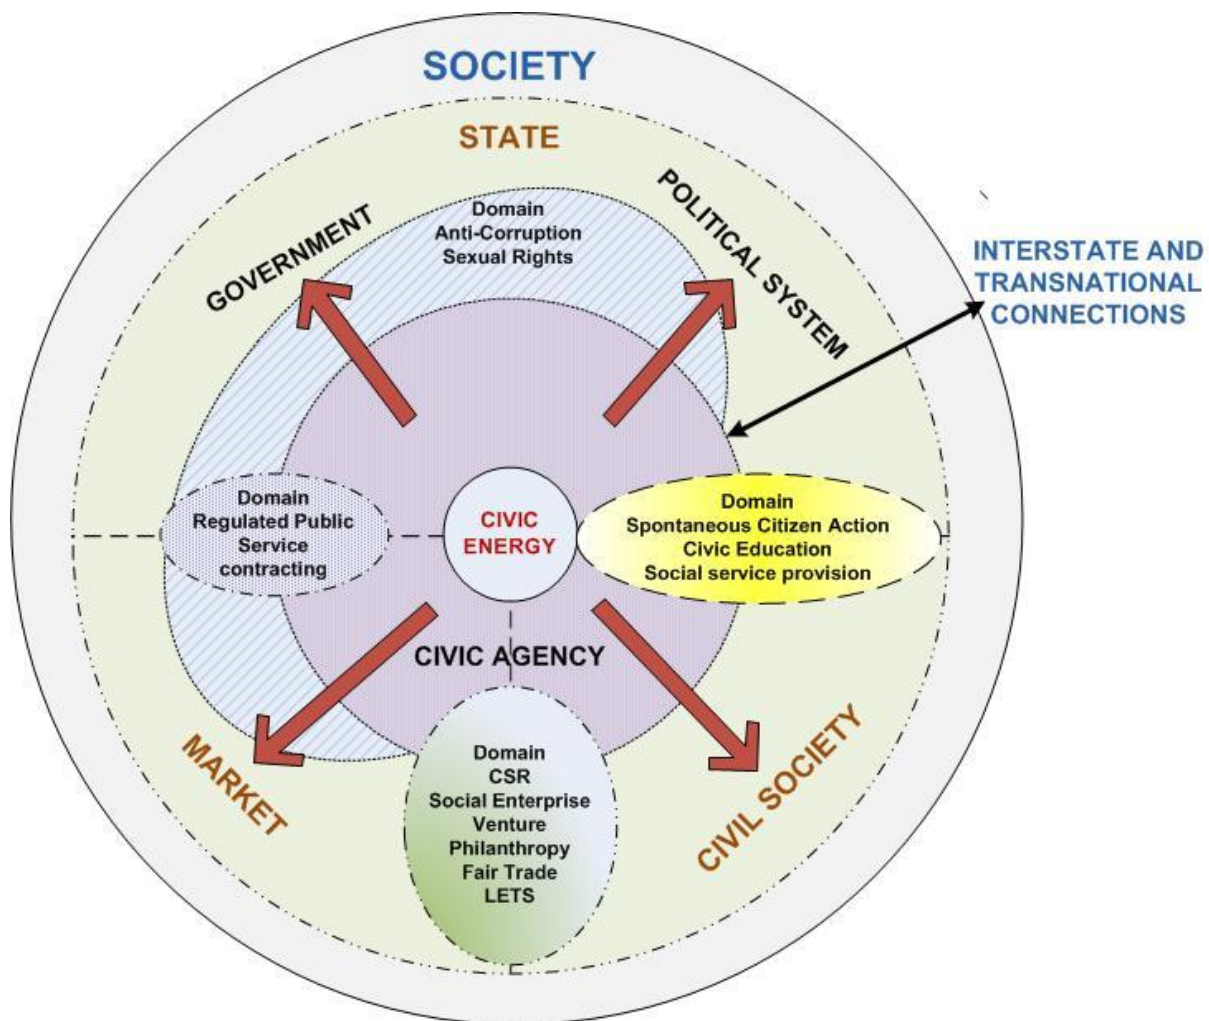 SOCIETY
STATE
GOVERNMENT
POLITICAL SYSTEM
Domain
Anti-Corruption
Sexual Rights
INTERSTATE AND
TRANSNATIONAL
CONNECTIONS
Domain
Regulated Public
Service
contracting
CIVIC
ENERGY
Domain
Spontaneous Citizen Action
Civic Education
Social service provision
CIVIC AGENCY
MARKET
CIVIL SOCIETY
Domain
CSR
Social Enterprise
Venture
Philanthropy
Fair Trade
LETS